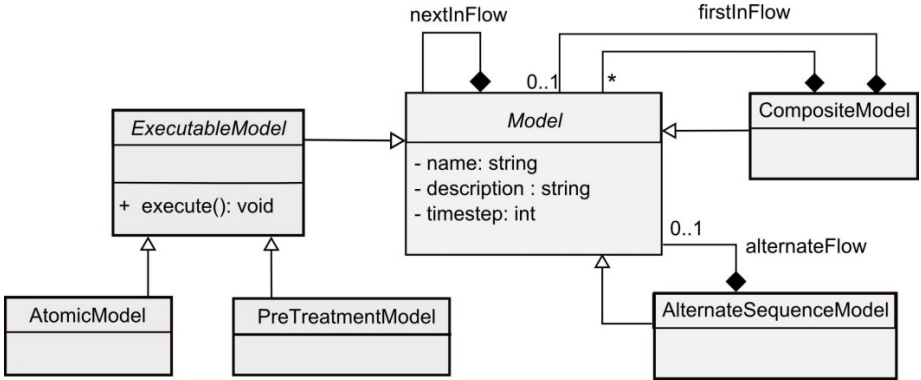 nextInFlow
firstInFlow
0..1
*
ExecutableModel
Model
CompositeModel
- name: string
- description : string
- timestep: int
+ execute(): void
0..1
alternateFlow
AtomicModel
PreTreatmentModel
AlternateSequenceModel